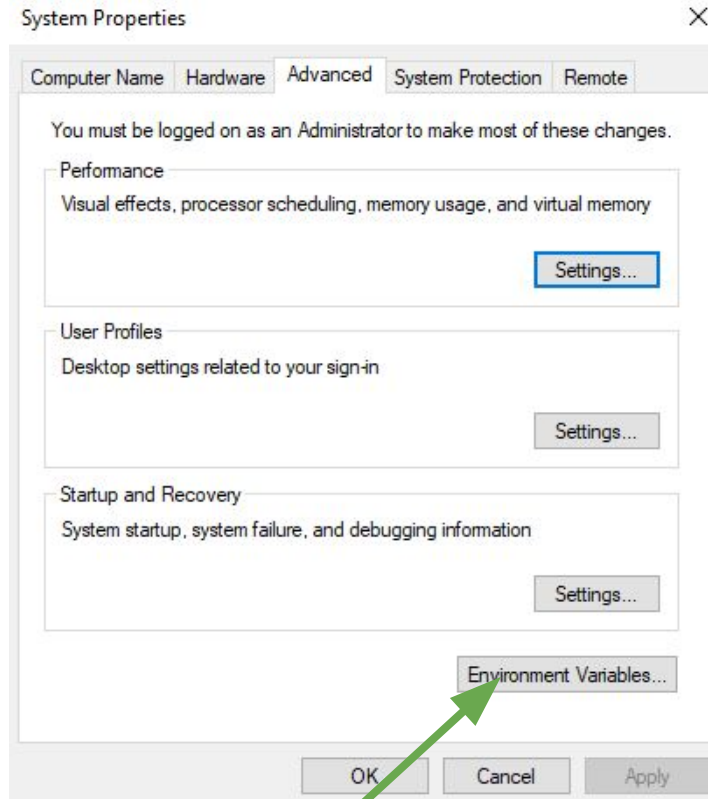 System Properties
Computer Name Hardware Advanced System Protection Remote
You must be logged on as an Administrator to make most of these changes.
Performance
Visual effects, processor scheduling, memory usage, and virtual memory
Settings...
User Profiles
Desktop settings related to your sign-in
Settings...
Startup and Recovery
System startup, system failure, and debugging information
Settings...
Environment Variables...
OK Cancel Apply